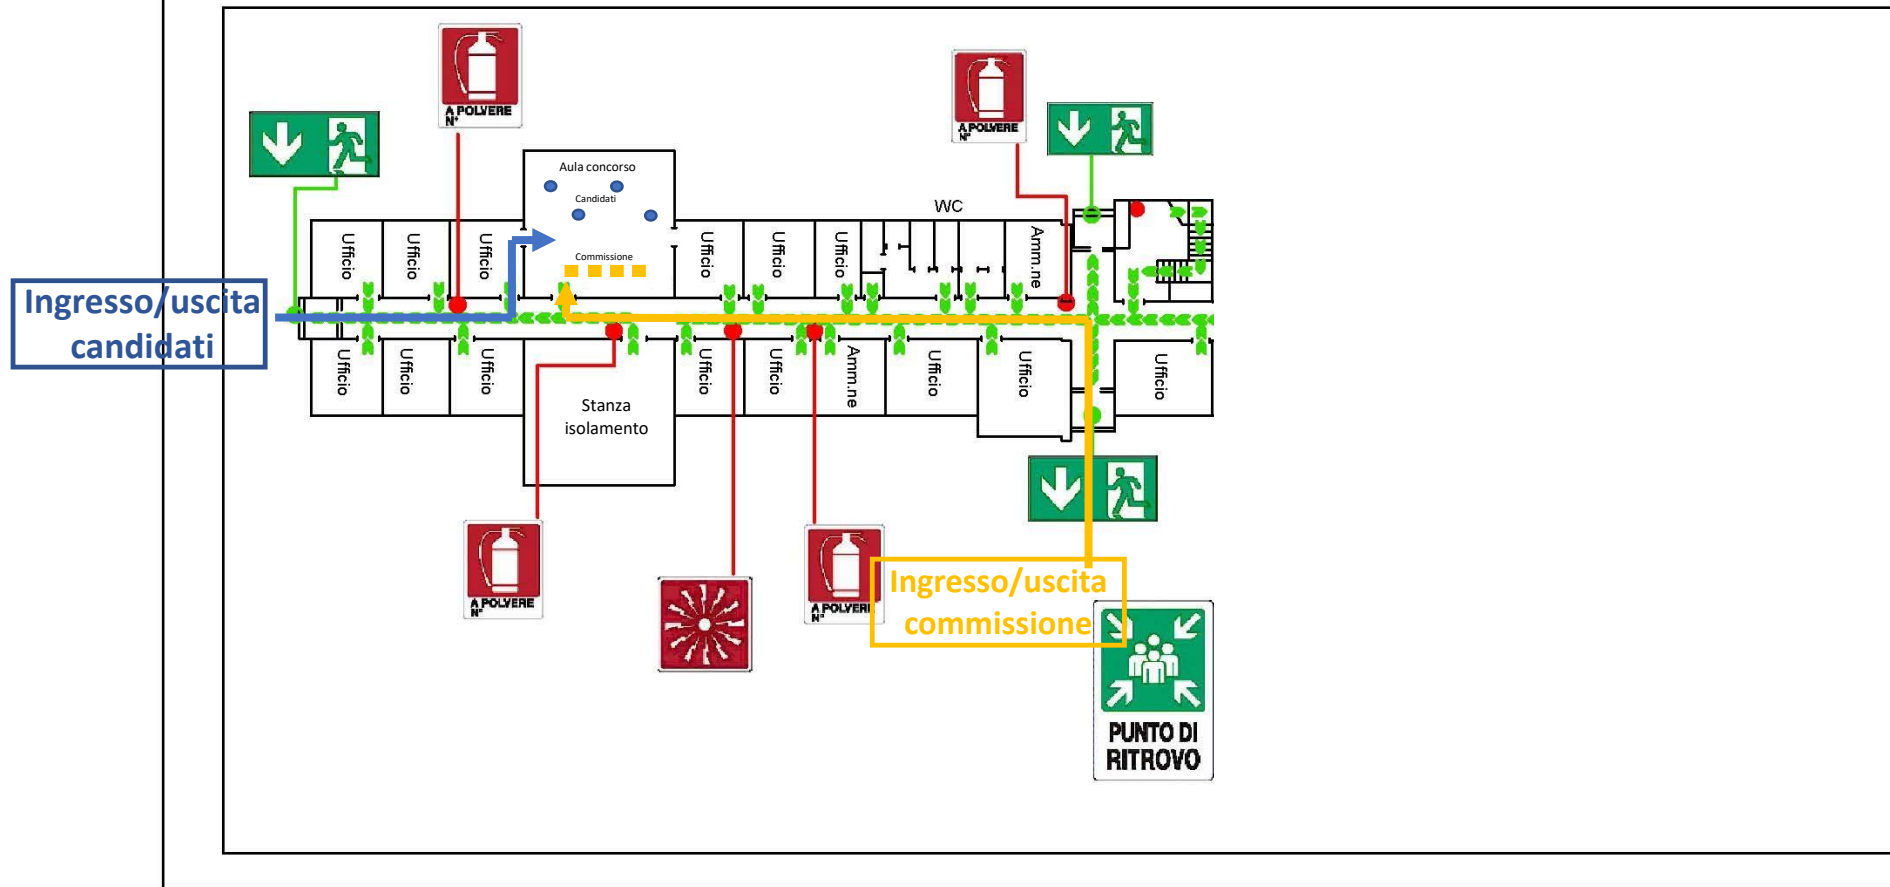 A POLVERE
N°
A POLVERE
N°
Aula concorso
Candidati
Commissione
WC
Ufficio
Ufficio
Ufficio
Ufficio
Ufficio
Ufficio
Amm.ne
Ingresso/uscita
candidati
Ufficio
Ufficio
Ufficio
Stanza
isolamento
Ufficio
Ufficio
Amm.ne
Ufficio
Ufficio
Ufficio
A POLVERE
N°
A POLVERE
N°
Ingresso/uscita
commissione
PUNTO DI
RITROVO